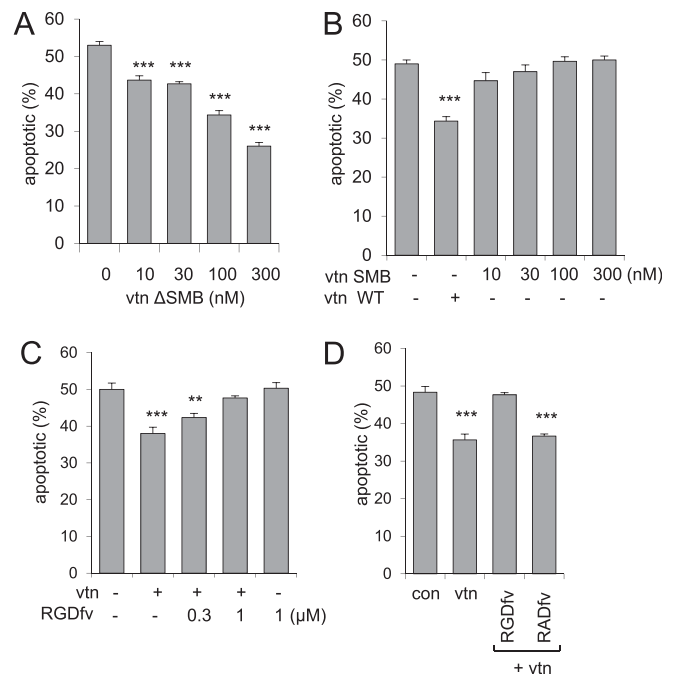 A
60
50
40
30
20
10
0
apoptotic (%)
*** *** *** ***
0 10 30 100 300
vtn ΔSMB (nM)
B
60
50
40
30
20
10
0
apoptotic (%)
***
vtn SMB - - 10 30 100 300 (nM)
vtn WT - + - - - -
C
60
50
40
30
20
10
0
apoptotic (%)
*** **
vtn - + + + -
RGDfv - - 0.3 1 1 (μM)
D
60
50
40
30
20
10
0
apoptotic (%)
*** ***
con vtn RGDfv RADfv
+ vtn